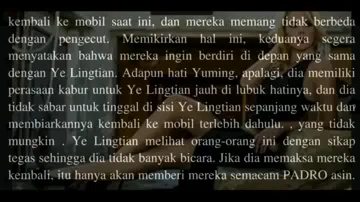 kembali ke mobil saat ini, dan mereka memang tidak berbeda
dengan pengecut. Memikirkan hal ini, keduanya segera
menyatakan bahwa mereka ingin berdiri di depan yang sama
dengan Ye Lingtian. Adapun hati Yuming, apalagi, dia memiliki
perasaan kabur untuk Ye Lingtian jauh di lubuk hatinya, dan dia
tidak sabar untuk tinggal di sisi Ye Lingtian sepanjang waktu dan
membiarkannya kembali ke mobil terlebih dahulu. , yang tidak
mungkin . Ye Lingtian melihat orang-orang ini dengan sikap
tegas sehingga dia tidak banyak bicara. Jika dia memaksa mereka
kembali, itu hanya akan memberi mereka semacam PADRO asin.